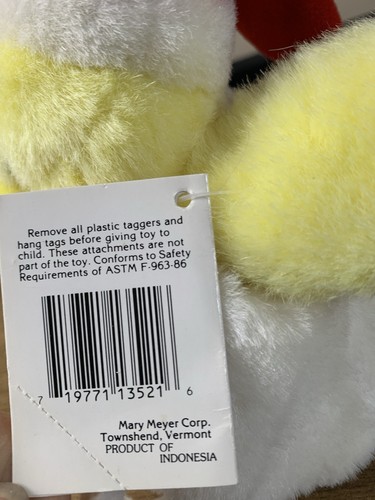 Remove all plastic taggers and
hang tags before giving toy to
child. These attachments are not
part of the toy. Conforms to Safety
Requirements of ASTM F-963-86
7 19771 13521 6
Mary Meyer Corp.
Townshend, Vermont
PRODUCT OF
INDONESIA